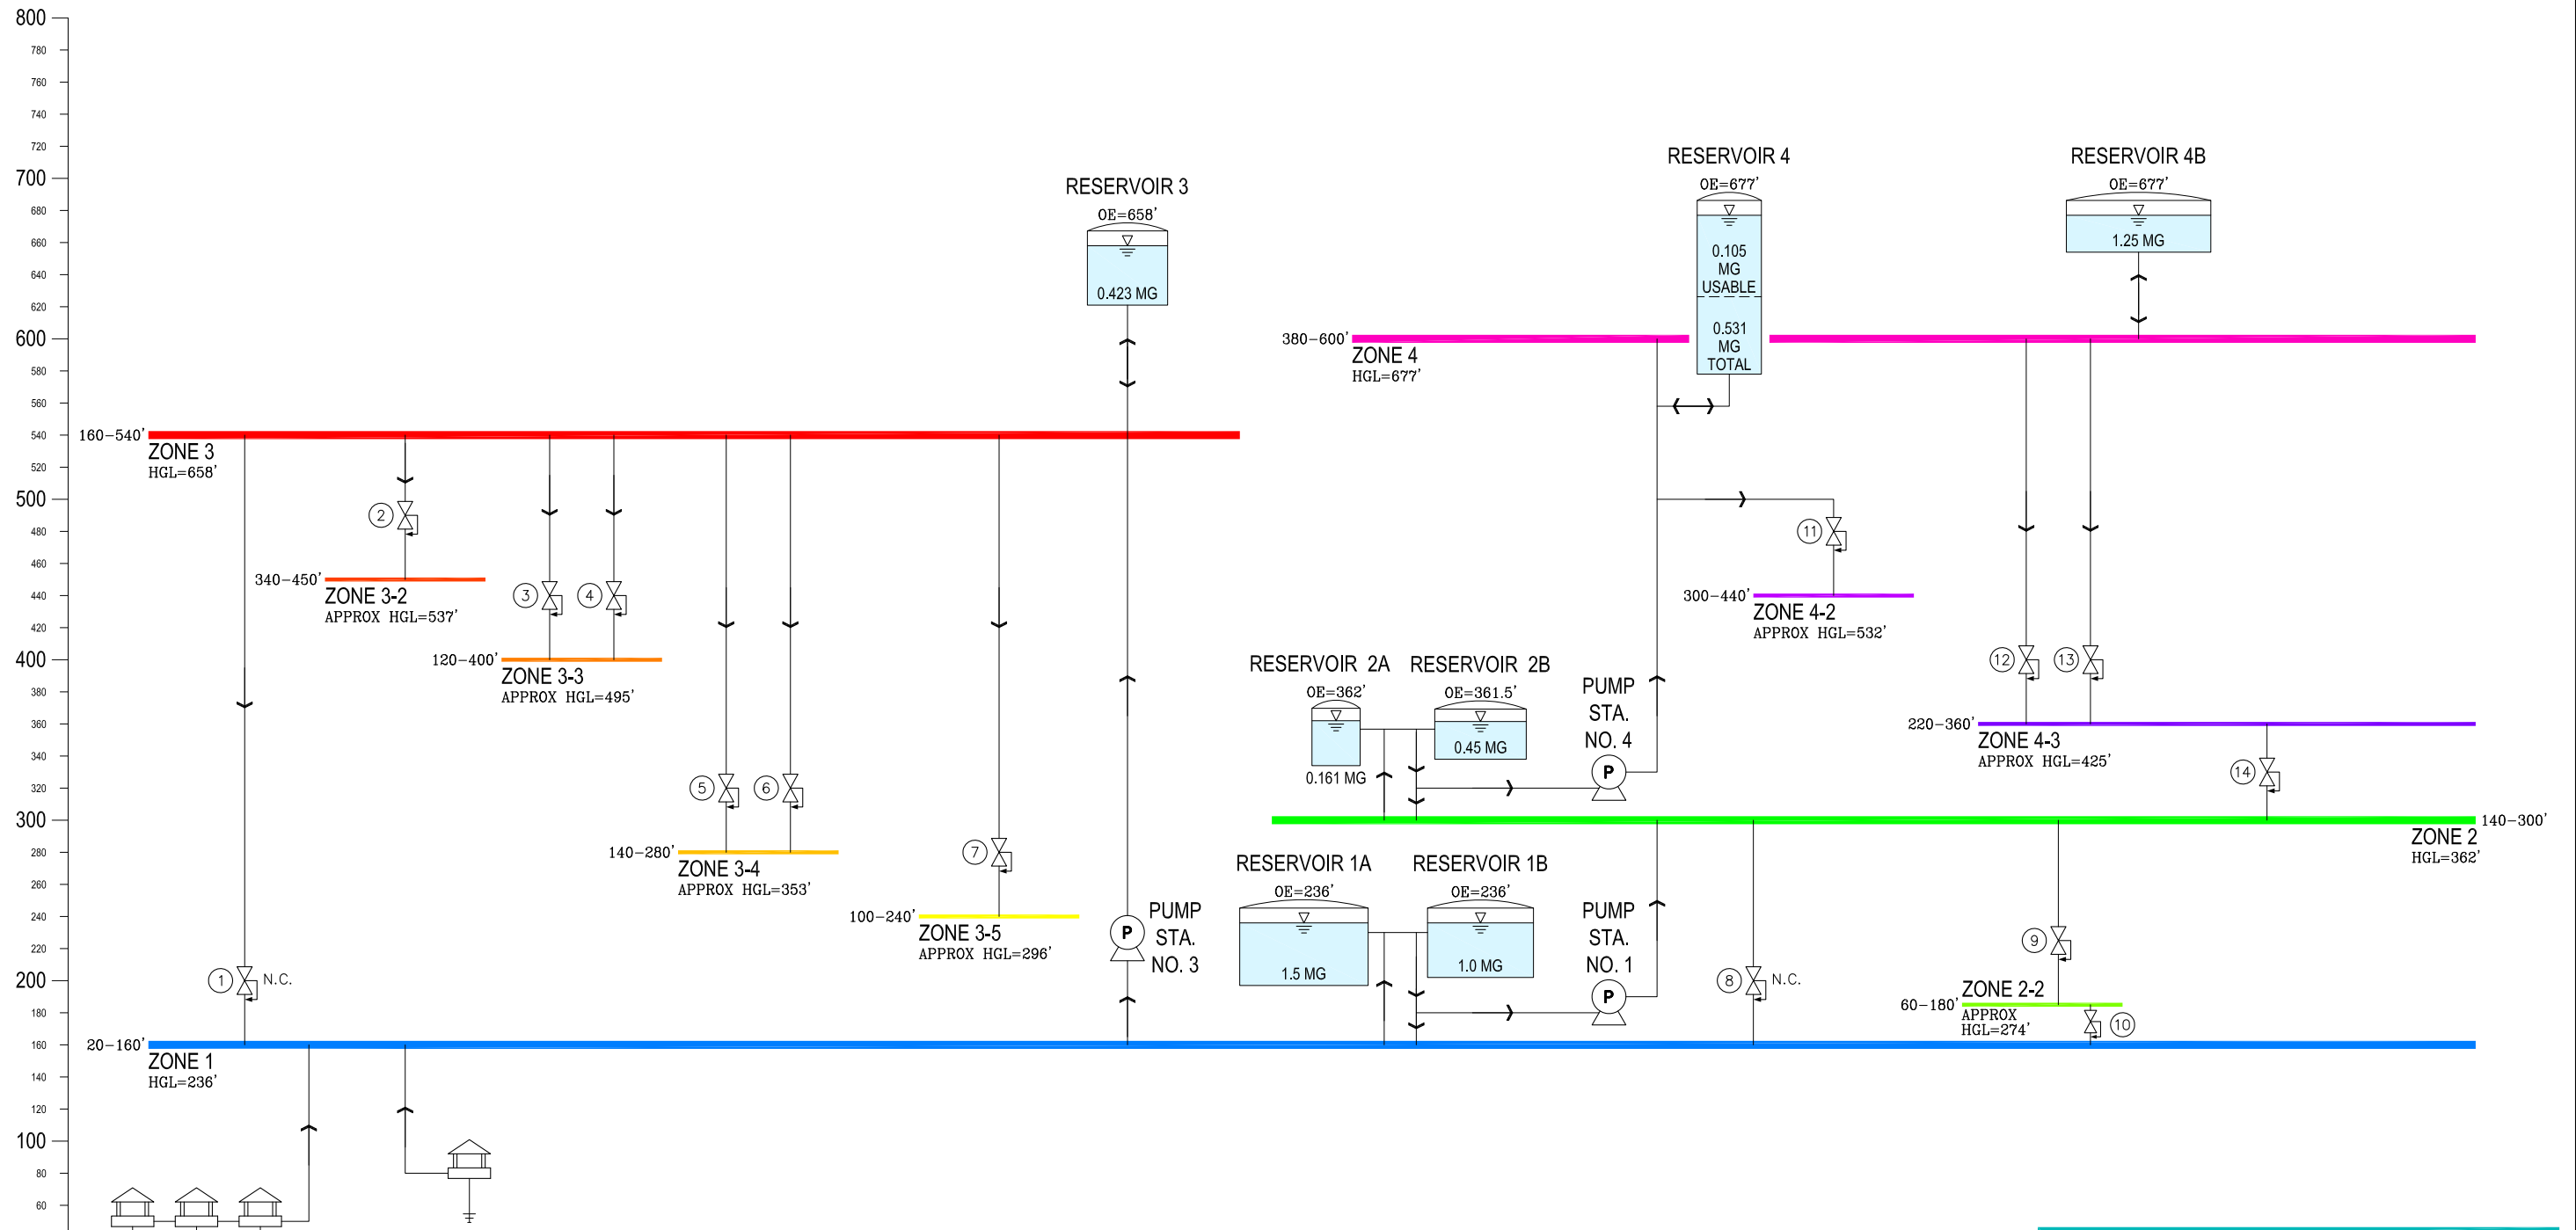 800
780
760
740
720
700
680
660
640
620
600
580
560
540
520
500
480
460
440
420
400
380
360
340
320
300
280
260
240
220
200
180
160
140
120
100
80
60
RESERVOIR 3
OE=658'
0.423 MG
RESERVOIR 4
OE=677'
0.105
MG
USABLE
0.531
MG
TOTAL
RESERVOIR 4B
OE=677'
1.25 MG
380-600'
ZONE 4
HGL=677'
160-540'
ZONE 3
HGL=658'
2
340-450'
ZONE 3-2
APPROX HGL=537'
3
4
120-400'
ZONE 3-3
APPROX HGL=495'
5
6
140-280'
ZONE 3-4
APPROX HGL=353'
7
100-240'
ZONE 3-5
APPROX HGL=296'
P
PUMP
STA.
NO. 3
11
300-440'
ZONE 4-2
APPROX HGL=532'
12
13
220-360'
ZONE 4-3
APPROX HGL=425'
14
RESERVOIR 2A
OE=362'
0.161 MG
RESERVOIR 2B
OE=361.5'
0.45 MG
PUMP
STA.
NO. 4
P
140-300'
ZONE 2
HGL=362'
RESERVOIR 1A
OE=236'
1.5 MG
RESERVOIR 1B
OE=236'
1.0 MG
PUMP
STA.
NO. 1
P
8
N.C.
9
60-180'
ZONE 2-2
APPROX
HGL=274'
10
1
N.C.
20-160'
ZONE 1
HGL=236'